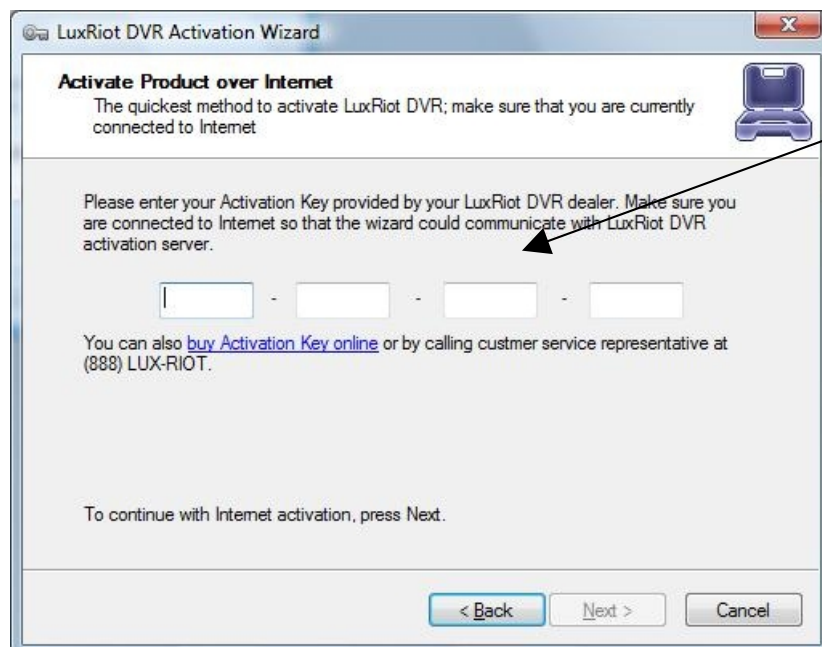 LuxRiot DVR Activation Wizard
Activate Product over Internet
The quickest method to activate LuxRiot DVR; make sure that you are currently
connected to Internet
Please enter your Activation Key provided by your LuxRiot DVR dealer. Make sure you
are connected to Internet so that the wizard could communicate with LuxRiot DVR
activation server.
- - -
You can also buy Activation Key online or by calling custmer service representative at
(888) LUX-RIOT.
To continue with Internet activation, press Next.
< Back Next > Cancel